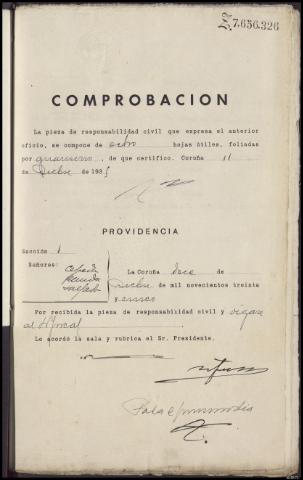 7.656.326
COMPROBACION
La pieza de responsabilidad civil que expresa el anterior
oficio, se compone de ocho hojas útiles, foliadas
por , de que certifico. Coruña 11
de Dicbre de 1935
PROVIDENCIA
Sección 1
Señores:
La Coruña doce de
Dicbre de mil novecientos treinta
y cinco
Por recibida la pieza de responsabilidad civil y oigase
al Fiscal
Lo acordó la sala y rubrica el Sr. Presidente.